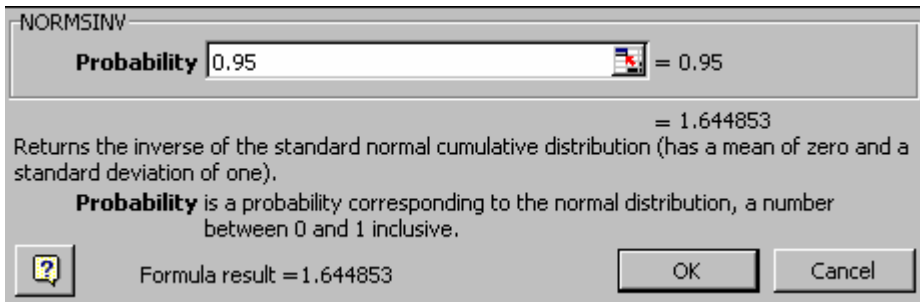 NORMSINV
Probability 0.95 = 0.95
= 1.644853
Returns the inverse of the standard normal cumulative distribution (has a mean of zero and a
standard deviation of one).
Probability is a probability corresponding to the normal distribution, a number
between 0 and 1 inclusive.
? Formula result =1.644853 OK Cancel